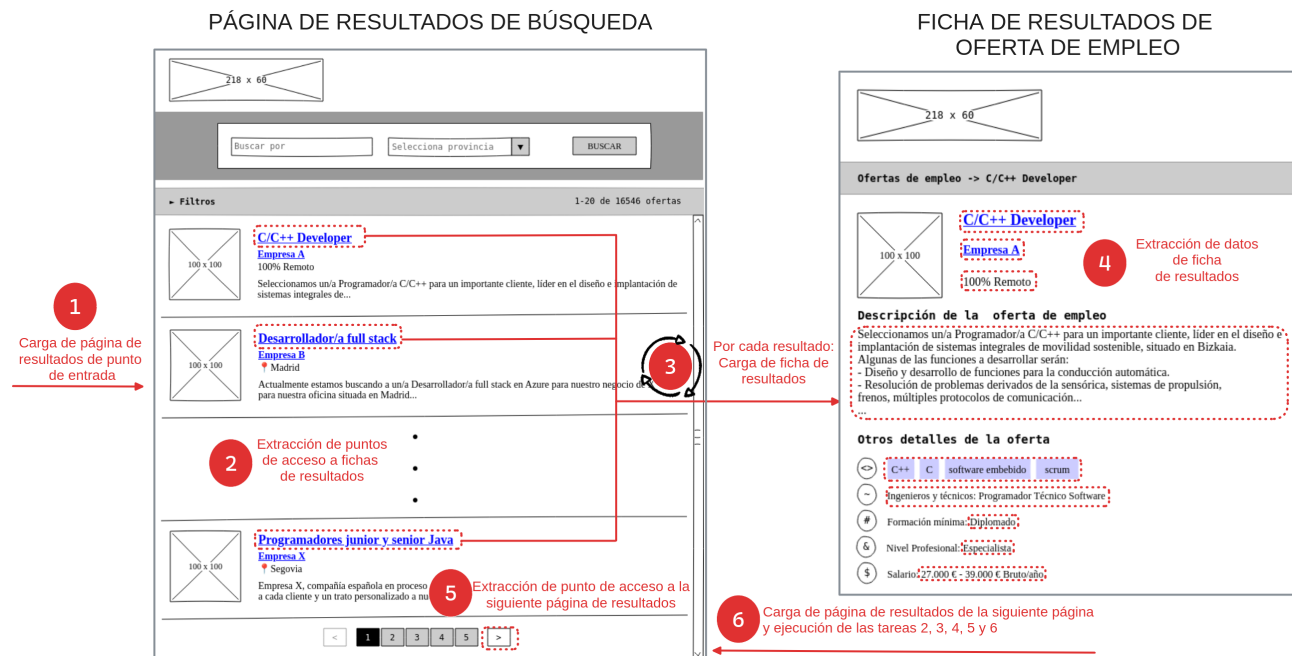 PÁGINA DE RESULTADOS DE BÚSQUEDA
218 x 60
Buscar por
Selecciona provincia
▼
BUSCAR
► Filtros
1-20 de 16546 ofertas
100 x 100
C/C++ Developer
Empresa A
100% Remoto
Seleccionamos un/a Programador/a C/C++ para un importante cliente, líder en el diseño e implantación de
sistemas integrales de...
1
Carga de página de
resultados de punto
de entrada
100 x 100
Desarrollador/a full stack
Empresa B
Madrid
Actualmente estamos buscando a un/a Desarrollador/a full stack en Azure para nuestro negocio de
para nuestra oficina situada en Madrid...
2
Extracción de puntos
de acceso a fichas
de resultados
3
Por cada resultado:
Carga de ficha de
resultados
100 x 100
Programadores junior y senior Java
Empresa X
Segovia
Empresa X, compañía española en proceso
a cada cliente y un trato personalizado a
5
Extracción de punto de acceso a la
siguiente página de resultados
< 1 2 3 4 5 >
FICHA DE RESULTADOS DE
OFERTA DE EMPLEO
218 x 60
Ofertas de empleo -> C/C++ Developer
100 x 100
C/C++ Developer
Empresa A
100% Remoto
4
Extracción de datos
de ficha
de resultados
Descripción de la oferta de empleo
Seleccionamos un/a Programador/a C/C++ para un importante cliente, líder en el diseño e
implantación de sistemas integrales de movilidad sostenible, situado en Bizkaia.
Algunas de las funciones a desarrollar serán:
- Diseño y desarrollo de funciones para la conducción automática.
- Resolución de problemas derivados de la sensórica, sistemas de propulsión,
frenos, múltiples protocolos de comunicación...
...
Otros detalles de la oferta
<> C++ C software embebido scrum
~ Ingenieros y técnicos: Programador Técnico Software
# Formación mínima: Diplomado
& Nivel Profesional: Especialista
$ Salario: 27.000 € - 39.000 € Bruto/año
6
Carga de página de resultados de la siguiente página
y ejecución de las tareas 2, 3, 4, 5 y 6